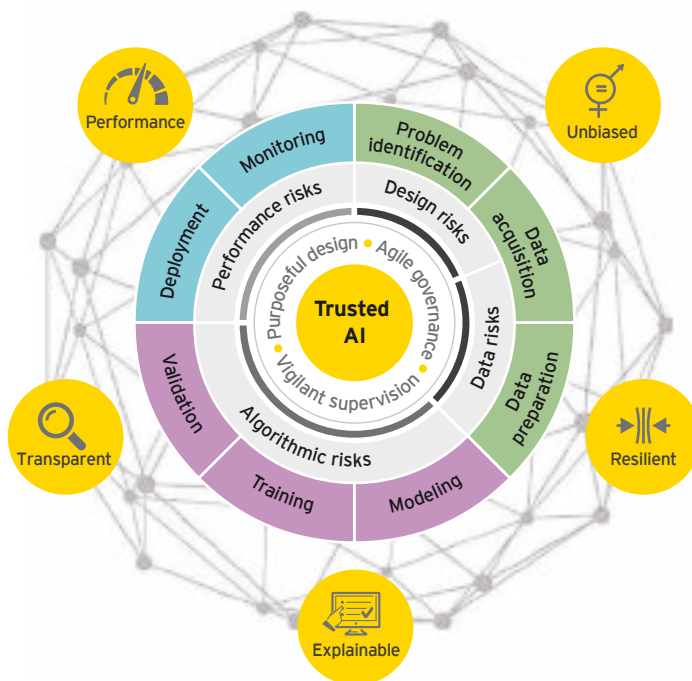 Performance
Unbiased
Monitoring
Problem
identification
Deployment
Performance risks
Design risks
Data
acquisition
Purposeful design
Agile governance
Trusted
AI
Vigilant supervision
Data risks
Validation
Algorithmic risks
Data
preparation
Transparent
Resilient
Training
Modeling
Explainable